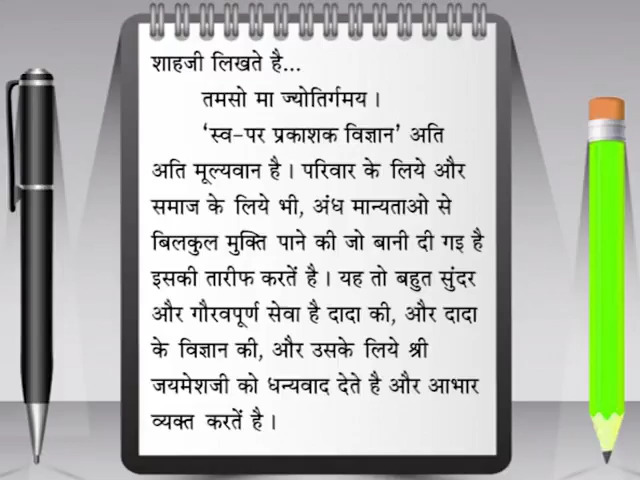 शाहजी लिखते है...
तमसो मा ज्योतिर्गमय ।
‘स्व-पर प्रकाशक विज्ञान’ अति
अति मूल्यवान है । परिवार के लिये और
समाज के लिये भी, अंध मान्यताओ से
बिलकुल मुक्ति पाने की जो बानी दी गइ है
इसकी तारीफ करतें है । यह तो बहुत सुंदर
और गौरवपूर्ण सेवा है दादा की, और दादा
के विज्ञान की, और उसके लिये श्री
जयमेशजी को धन्यवाद देते है और आभार
व्यक्त करतें है ।